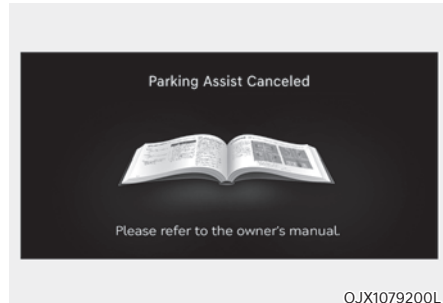 Parking Assist Canceled
Please refer to the owner's manual.
OJX1079200L